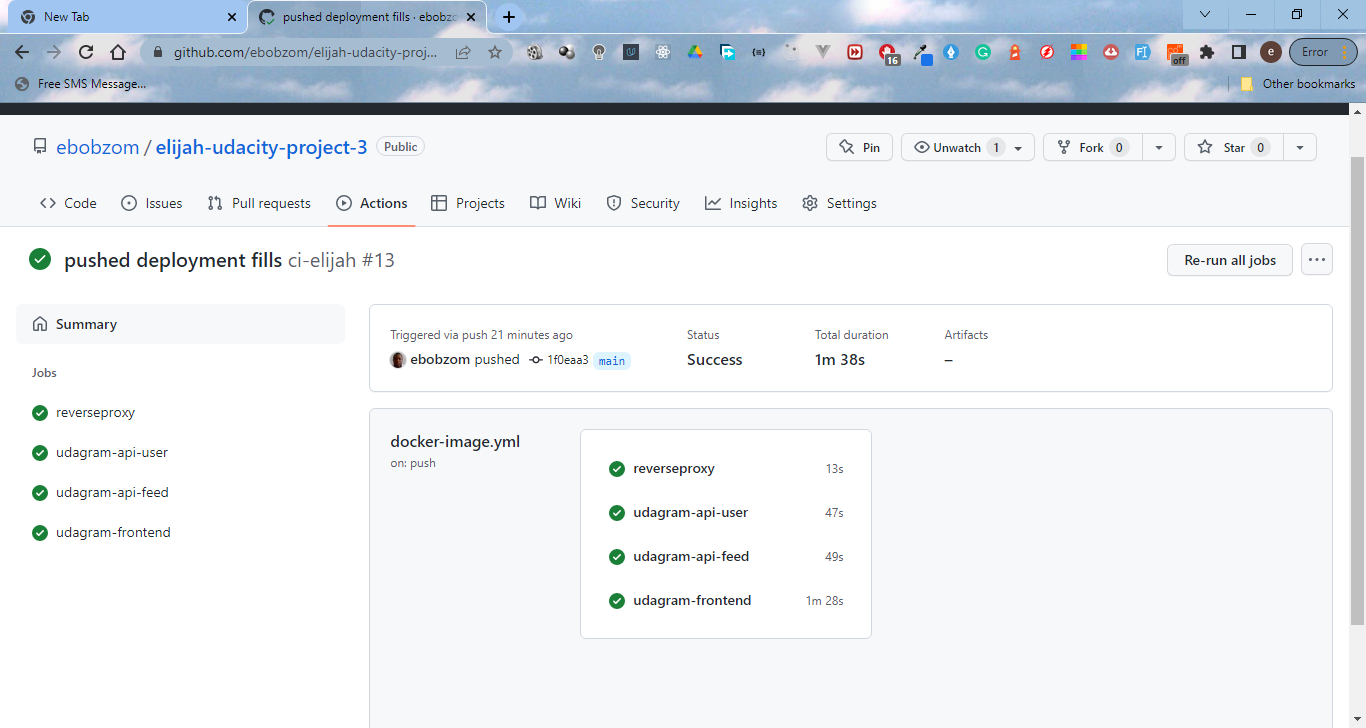 New Tab
pushed deployment fills · ebobzo
github.com/ebobzom/elijah-udacity-proj...
16
off
e
Error
Free SMS Message...
Other bookmarks
ebobzom / elijah-udacity-project-3 Public
Pin
Unwatch 1
Fork 0
Star 0
Code
Issues
Pull requests
Actions
Projects
Wiki
Security
Insights
Settings
pushed deployment fills ci-elijah #13
Re-run all jobs
Summary
Jobs
reverseproxy
udagram-api-user
udagram-api-feed
udagram-frontend
Triggered via push 21 minutes ago
ebobzom pushed 1f0eaa3 main
Status
Success
Total duration
1m 38s
Artifacts
–
docker-image.yml
on: push
reverseproxy 13s
udagram-api-user 47s
udagram-api-feed 49s
udagram-frontend 1m 28s